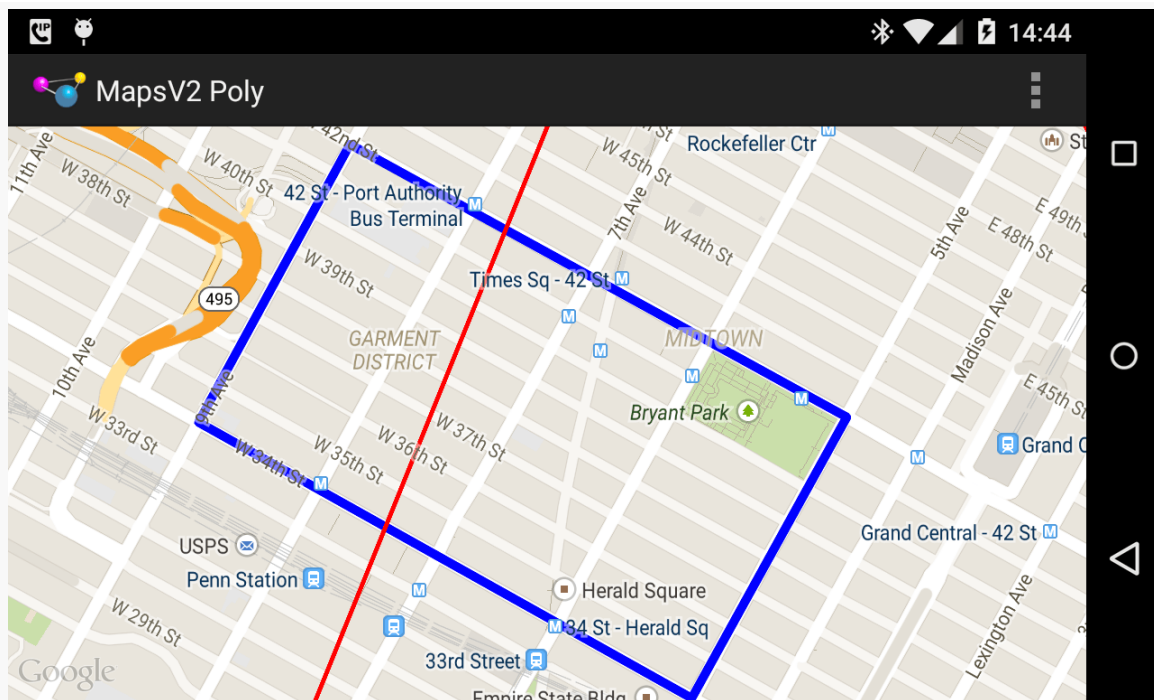 14:44
MapsV2 Poly
11th Ave
W 38th St
W 40th St
W 42nd St
W 45th St
Rockefeller Ctr
St
42 St - Port Authority
Bus Terminal
7th Ave
W 44th St
5th Ave
E 49th St
E 48th St
W 39th St
Times Sq - 42 St
495
GARMENT
DISTRICT
MIDTOWN
Madison Ave
10th Ave
9th Ave
Bryant Park
E 45th St
W 33rd St
W 34th St
W 35th St
W 36th St
W 37th St
Grand C
Grand Central - 42 St
USPS
Penn Station
Herald Square
34 St - Herald Sq
W 29th St
Lexington Ave
33rd Street
Google
Empire State Bldg